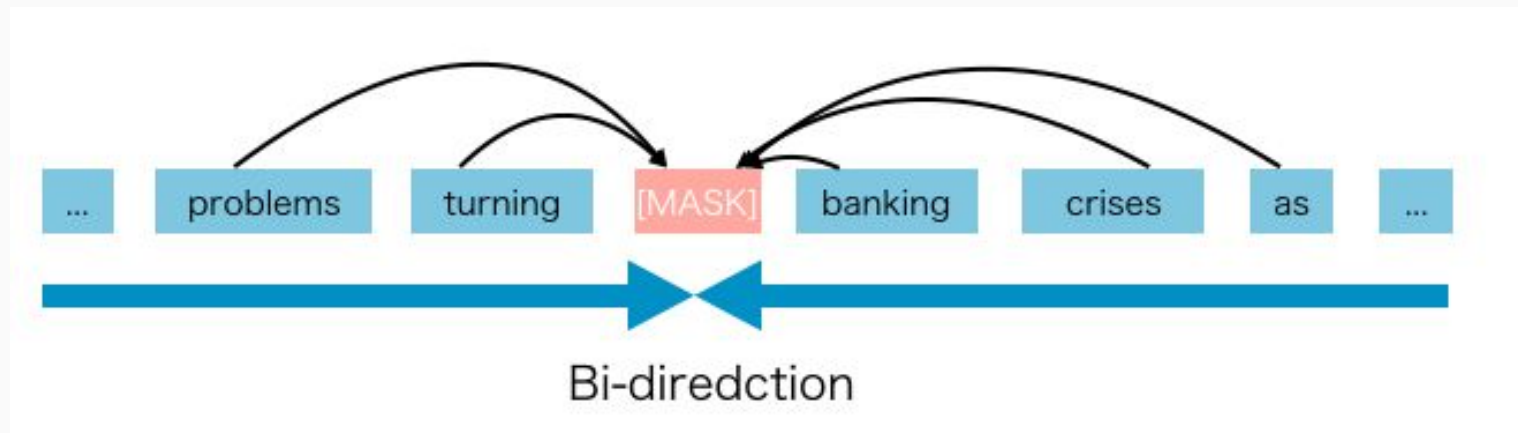 ... problems turning [MASK] banking crises as ...
Bi-diredction